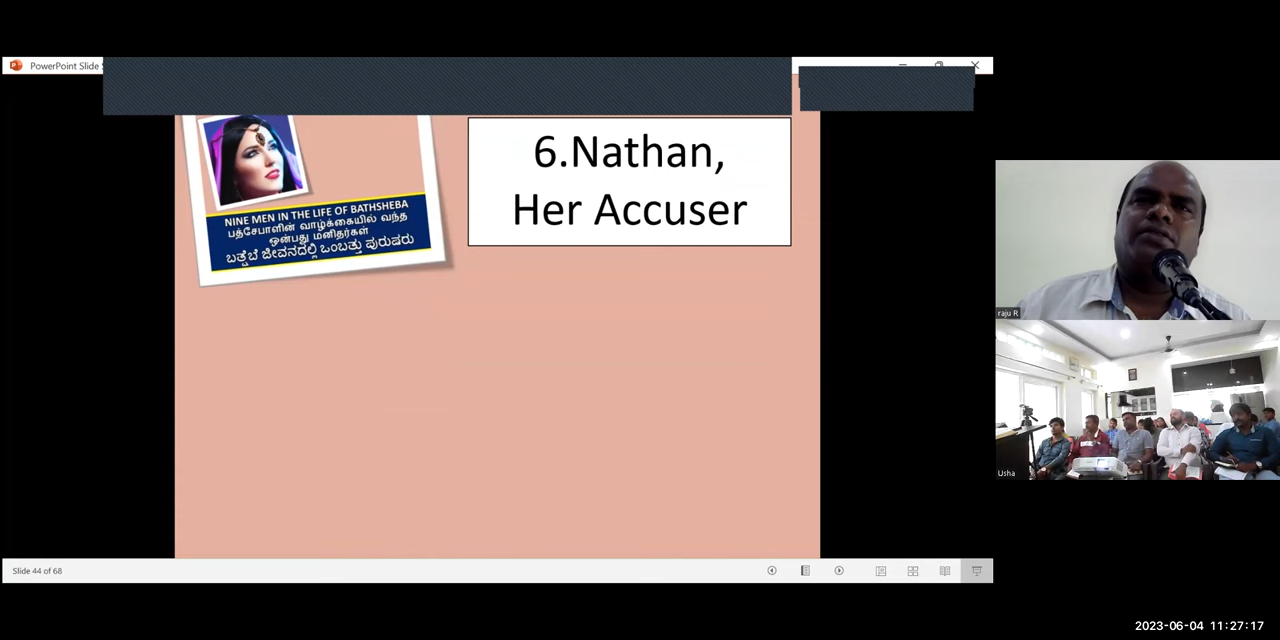 PowerPoint Slide S
6.Nathan,
Her Accuser
NINE MEN IN THE LIFE OF BATHSHEBA
பத்சேபாளின் வாழ்க்கையில் வந்த
ஒன்பது மனிதர்கள்
ಬತ್ಷೆಬೆ ಜೀವನದಲ್ಲಿ ಒಂಬತ್ತು ಪುರುಷರು
raju R
Usha
Slide 44 of 68
2023-06-04 11:27:17